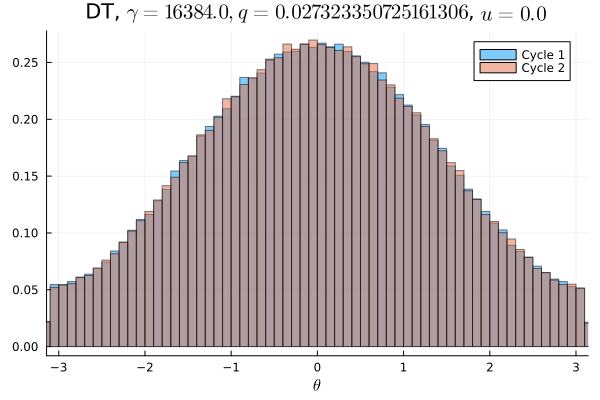 DT, γ = 16384.0, q = 0.027323350725161306, u = 0.0
Cycle 1
Cycle 2
0.25
0.20
0.15
0.10
0.05
0.00
−3 −2 −1 0 1 2 3
θ